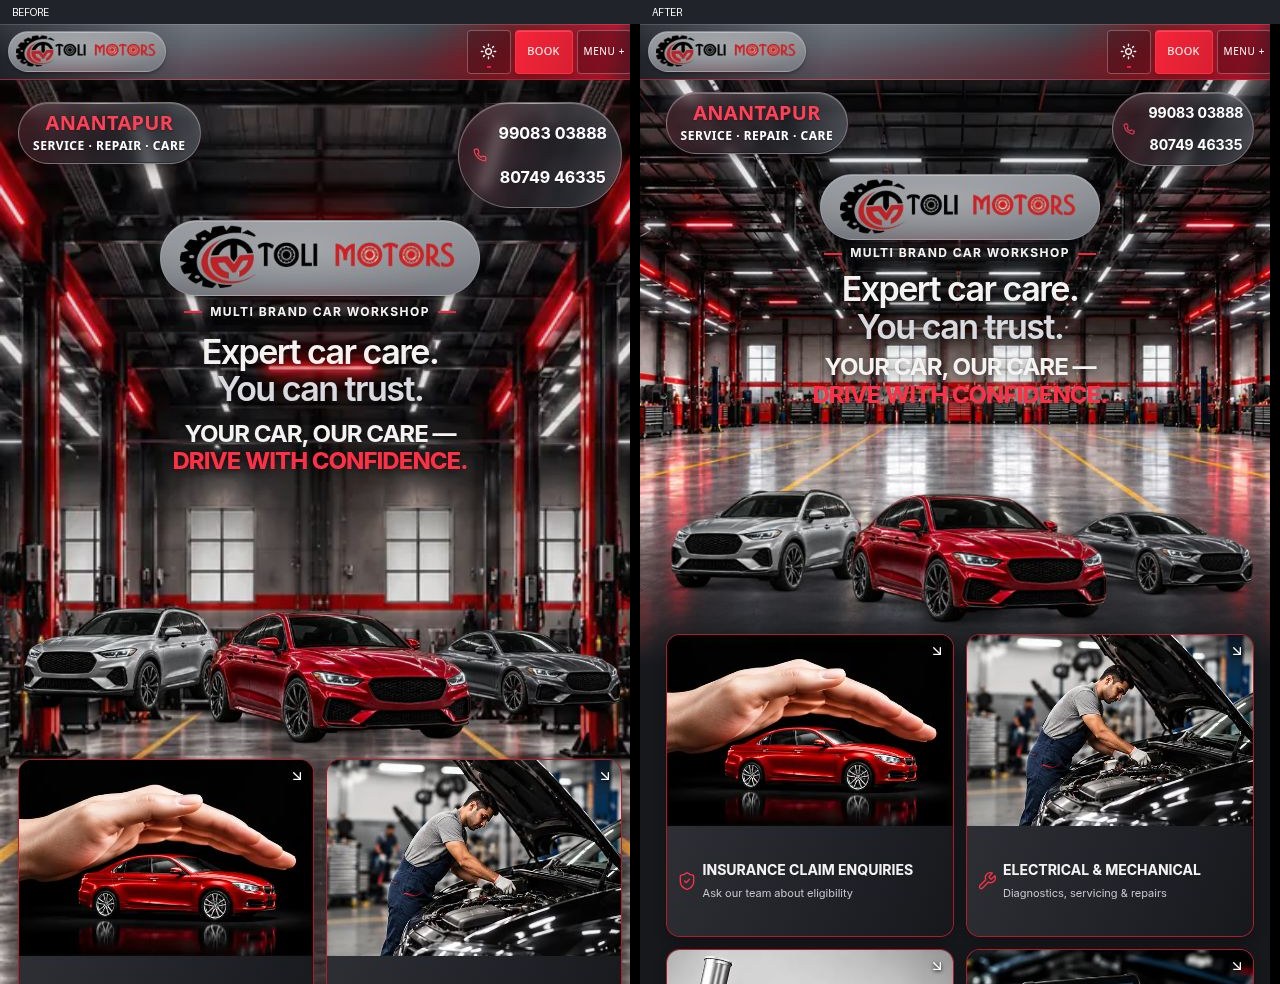 BEFORE
TOLI MOTORS
BOOK
MENU +
ANANTAPUR
SERVICE · REPAIR · CARE
99083 03888
80749 46335
TOLI MOTORS
MULTI BRAND CAR WORKSHOP
Expert car care.
You can trust.
YOUR CAR, OUR CARE —
DRIVE WITH CONFIDENCE.
AFTER
TOLI MOTORS
BOOK
MENU +
ANANTAPUR
SERVICE · REPAIR · CARE
99083 03888
80749 46335
TOLI MOTORS
MULTI BRAND CAR WORKSHOP
Expert car care.
You can trust.
YOUR CAR, OUR CARE —
DRIVE WITH CONFIDENCE.
INSURANCE CLAIM ENQUIRIES
Ask our team about eligibility
ELECTRICAL & MECHANICAL
Diagnostics, servicing & repairs